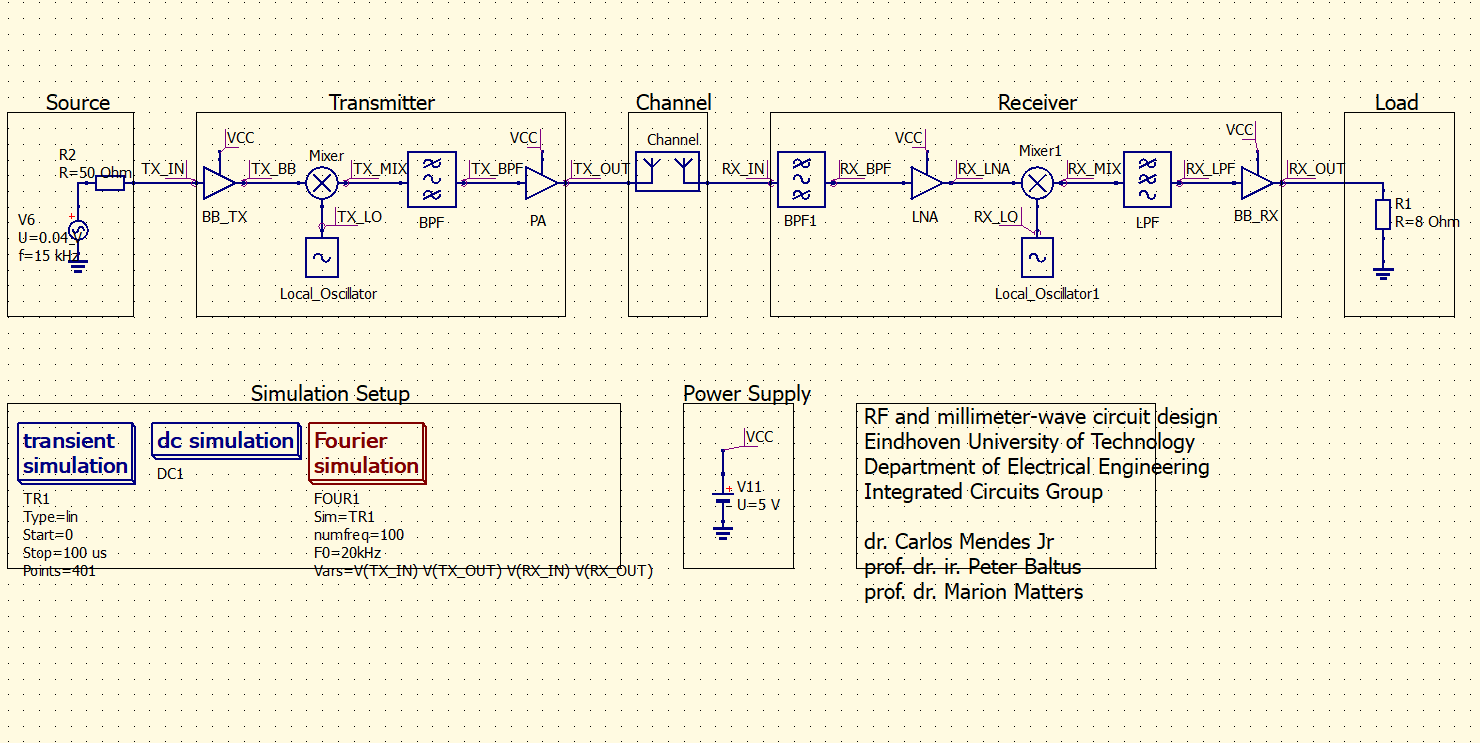 Source
Transmitter
Channel
Receiver
Load
R2
R=50 Ohm
V6
U=0.04 V
f=15 kHz
TX_IN
VCC
BB_TX
TX_BB
Mixer
TX_LO
Local_Oscillator
TX_MIX
BPF
TX_BPF
VCC
PA
TX_OUT
Channel
RX_IN
BPF1
RX_BPF
VCC
LNA
RX_LNA
Mixer1
RX_LO
Local_Oscillator1
RX_MIX
LPF
RX_LPF
VCC
BB_RX
RX_OUT
R1
R=8 Ohm
Simulation Setup
transient
simulation
TR1
Type=lin
Start=0
Stop=100 us
Points=401
dc simulation
DC1
Fourier
simulation
FOUR1
Sim=TR1
numfreq=100
F0=20kHz
Vars=V(TX_IN) V(TX_OUT) V(RX_IN) V(RX_OUT)
Power Supply
VCC
V11
U=5 V
RF and millimeter-wave circuit design
Eindhoven University of Technology
Department of Electrical Engineering
Integrated Circuits Group
dr. Carlos Mendes Jr
prof. dr. ir. Peter Baltus
prof. dr. Marion Matters